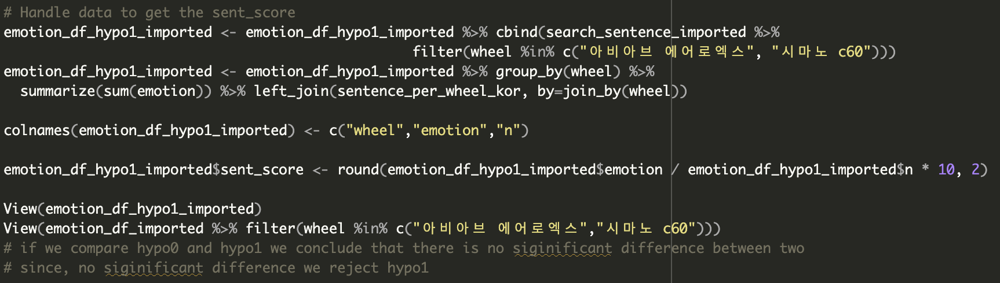 # Handle data to get the sent_score
emotion_df_hypo1_imported <- emotion_df_hypo1_imported %>% cbind(search_sentence_imported %>%
filter(wheel %in% c("아비아브 에어로엑스", "시마노 c60")))
emotion_df_hypo1_imported <- emotion_df_hypo1_imported %>% group_by(wheel) %>%
summarize(sum(emotion)) %>% left_join(sentence_per_wheel_kor, by=join_by(wheel))
colnames(emotion_df_hypo1_imported) <- c("wheel","emotion","n")
emotion_df_hypo1_imported$sent_score <- round(emotion_df_hypo1_imported$emotion / emotion_df_hypo1_imported$n * 10, 2)
View(emotion_df_hypo1_imported)
View(emotion_df_imported %>% filter(wheel %in% c("아비아브 에어로엑스","시마노 c60")))
# if we compare hypo0 and hypo1 we conclude that there is no siginificant difference between two
# since, no siginificant difference we reject hypo1